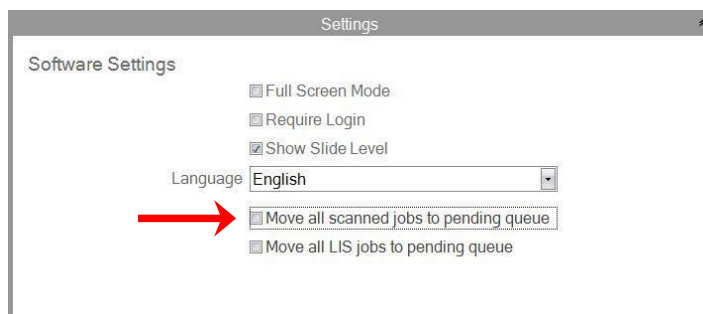 Settings
Software Settings
Full Screen Mode
Require Login
Show Slide Level
Language English
Move all scanned jobs to pending queue
Move all LIS jobs to pending queue